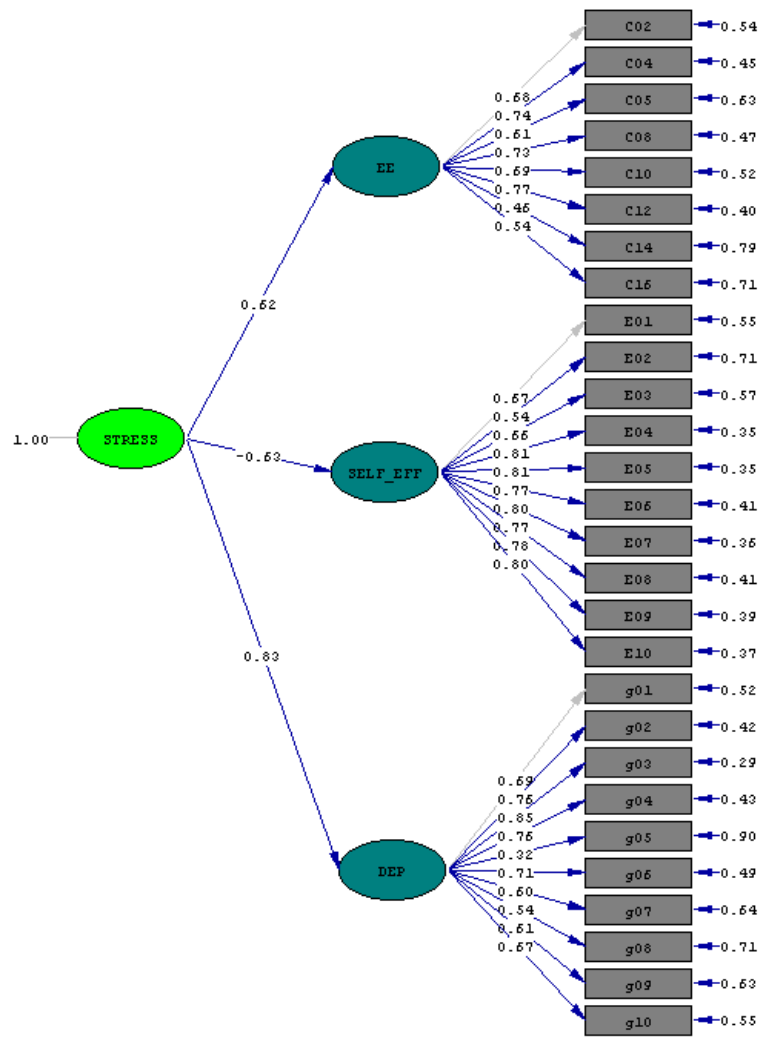 C02 0.54
C04 0.45
C05 0.63
C08 0.47
C10 0.52
C12 0.40
C14 0.79
C16 0.71
E01 0.55
E02 0.71
E03 0.57
E04 0.35
E05 0.35
E06 0.41
E07 0.36
E08 0.41
E09 0.39
E10 0.37
g01 0.52
g02 0.42
g03 0.29
g04 0.43
g05 0.90
g06 0.49
g07 0.64
g08 0.71
g09 0.63
g10 0.55
0.68
0.74
0.61
0.73
0.69
0.77
0.46
0.54
EE
0.62
0.67
0.54
0.66
0.81
0.81
0.77
0.80
0.77
0.78
0.80
1.00
STRESS
-0.63
SELF_EFF
0.83
0.69
0.76
0.85
0.76
0.32
0.71
0.60
0.54
0.61
0.67
DEP